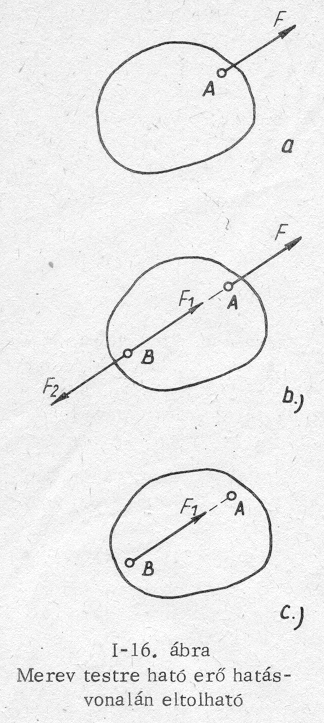 F
A
a
F
F1
A
B
F2
b.)
F1
A
B
c.)
I-16. ábra
Merev testre ható erő hatás-
vonalán eltolható